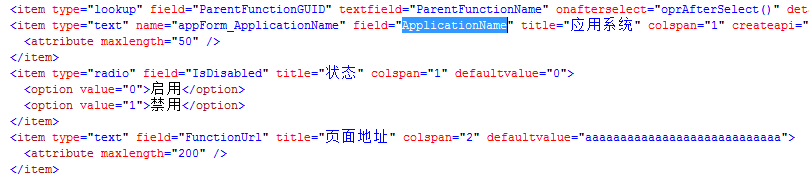 <item type="lookup" field="ParentFunctionGUID" textfield="ParentFunctionName" onafterselect="oprAfterSelect()" det
<item type="text" name="appForm_ApplicationName" field="ApplicationName" title="应用系统" colspan="1" createapi="
<attribute maxlength="50" />
</item>
<item type="radio" field="IsDisabled" title="状态" colspan="1" defaultvalue="0">
<option value="0">启用</option>
<option value="1">禁用</option>
</item>
<item type="text" field="FunctionUrl" title="页面地址" colspan="2" defaultvalue="aaaaaaaaaaaaaaaaaaaaaaaaaaaa">
<attribute maxlength="200" />
</item>